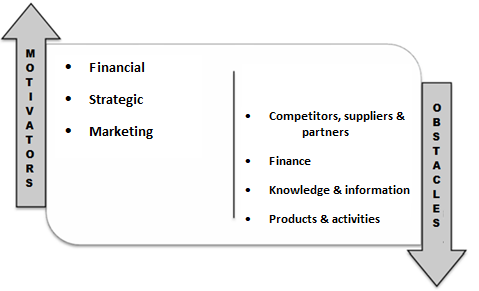 MOTIVATORS
• Financial
• Strategic
• Marketing
• Competitors, suppliers &
partners
• Finance
• Knowledge & information
• Products & activities
OBSTACLES